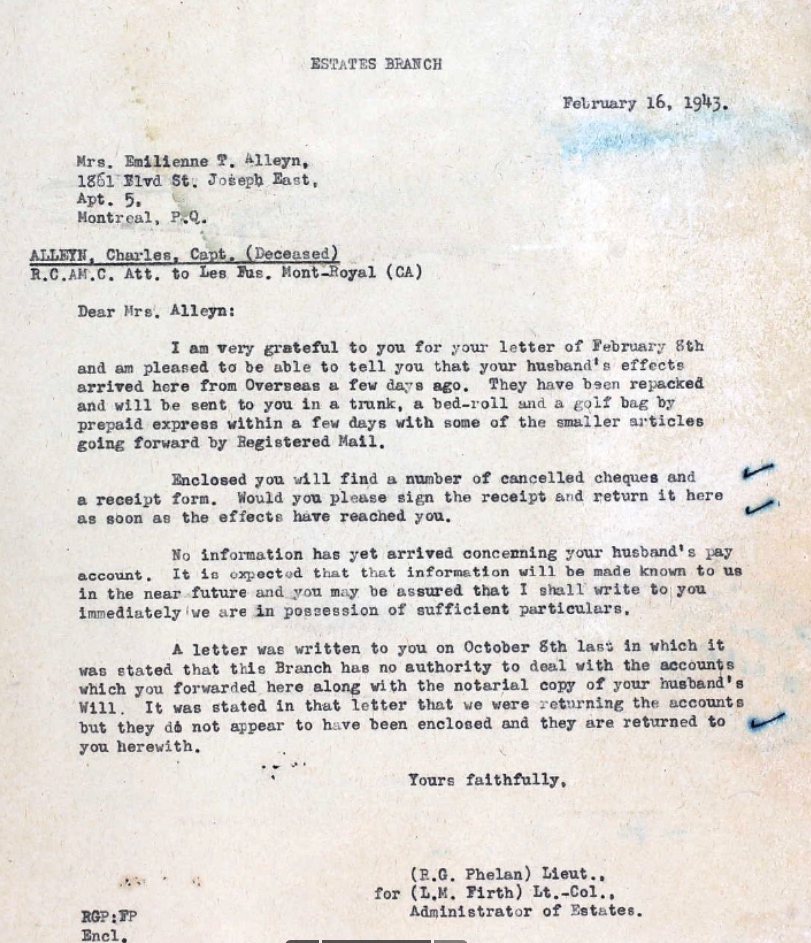 ESTATES BRANCH
February 16, 1943.
Mrs. Emilienne T. Alleyn,
1861 Blvd St. Joseph East,
Apt. 5,
Montreal, P.Q.
ALLEYN, Charles, Capt. (Deceased)
R.C.AM.C. Att. to Les Fus. Mont-Royal (CA)
Dear Mrs. Alleyn:
I am very grateful to you for your letter of February 8th
and am pleased to be able to tell you that your husband's effects
arrived here from Overseas a few days ago. They have been repacked
and will be sent to you in a trunk, a bed-roll and a golf bag by
prepaid express within a few days with some of the smaller articles
going forward by Registered Mail.
Enclosed you will find a number of cancelled cheques and
a receipt form. Would you please sign the receipt and return it here
as soon as the effects have reached you.
No information has yet arrived concerning your husband's pay
account. It is expected that that information will be made known to us
in the near future and you may be assured that I shall write to you
immediately we are in possession of sufficient particulars.
A letter was written to you on October 8th last in which it
was stated that this Branch has no authority to deal with the accounts
which you forwarded here along with the notarial copy of your husband's
Will. It was stated in that letter that we were returning the accounts
but they do not appear to have been enclosed and they are returned to
you herewith.
Yours faithfully,
(R.G. Phelan) Lieut.,
for (L.M. Firth) Lt.-Col.,
Administrator of Estates.
RGP:FP
Encl.